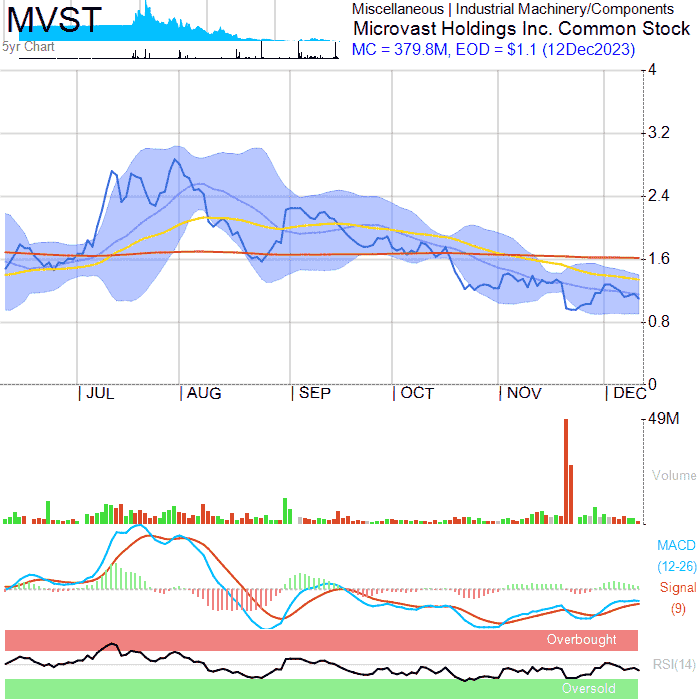 MVST
Miscellaneous | Industrial Machinery/Components
Microvast Holdings Inc. Common Stock
5yr Chart
MC = 379.8M, EOD = $1.1 (12Dec2023)
4
3.2
2.4
1.6
0.8
0
| JUL | AUG | SEP | OCT | NOV | DEC
49M
Volume
MACD
(12-26)
Signal
(9)
Overbought
RSI(14)
Oversold